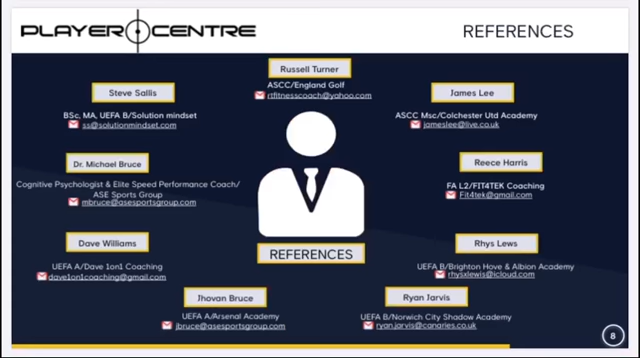 PLAYER CENTRE
REFERENCES
Russell Turner
ASCC/England Golf
rtfitnesscoach@yahoo.com
Steve Sallis
BSc, MA, UEFA B/Solution mindset
ss@solutionmindset.com
James Lee
ASCC Msc/Colchester Utd Academy
jameslee@live.co.uk
Dr. Michael Bruce
Cognitive Psychologist & Elite Speed Performance Coach/
ASE Sports Group
mbruce@asesportsgroup.com
Reece Harris
FA L2/FIT4TEK Coaching
Fit4tek@gmail.com
Dave Williams
UEFA A/Dave 1on1 Coaching
dave1on1coaching@gmail.com
REFERENCES
Rhys Lews
UEFA B/Brighton Hove & Albion Academy
rhysxlewis@icloud.com
Jhovan Bruce
UEFA A/Arsenal Academy
jbruce@asesportsgroup.com
Ryan Jarvis
UEFA B/Norwich City Shadow Academy
ryan.jarvis@canaries.co.uk
8